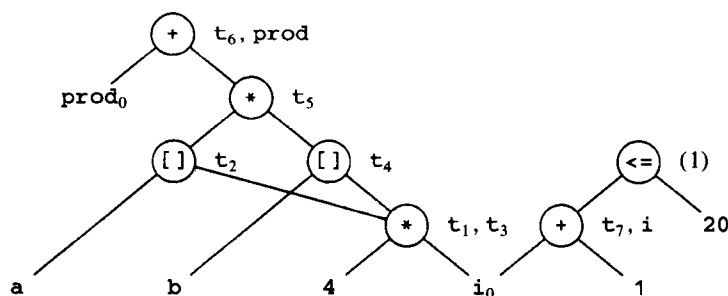 + t₆, prod
prod₀ * t₅
[ ] t₂ [ ] t₄ <= (1)
* t₁, t₃ + t₇, i 20
a b 4 i₀ 1